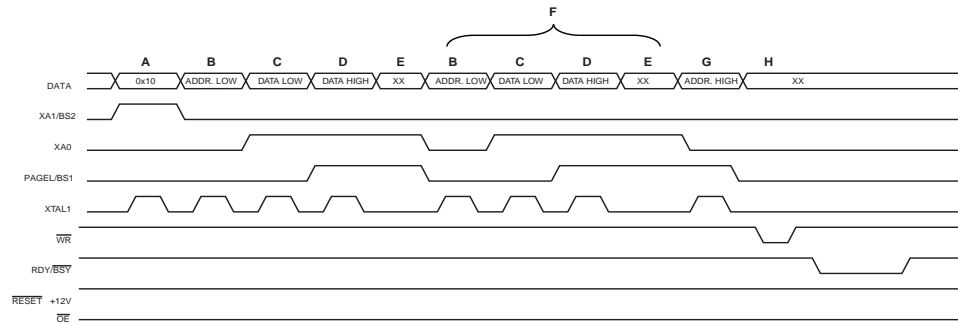 F
A B C D E B C D E G H
DATA 0x10 ADDR. LOW DATA LOW DATA HIGH XX ADDR. LOW DATA LOW DATA HIGH XX ADDR. HIGH XX
XA1/BS2
XA0
PAGEL/BS1
XTAL1
WR
RDY/BSY
RESET +12V
OE